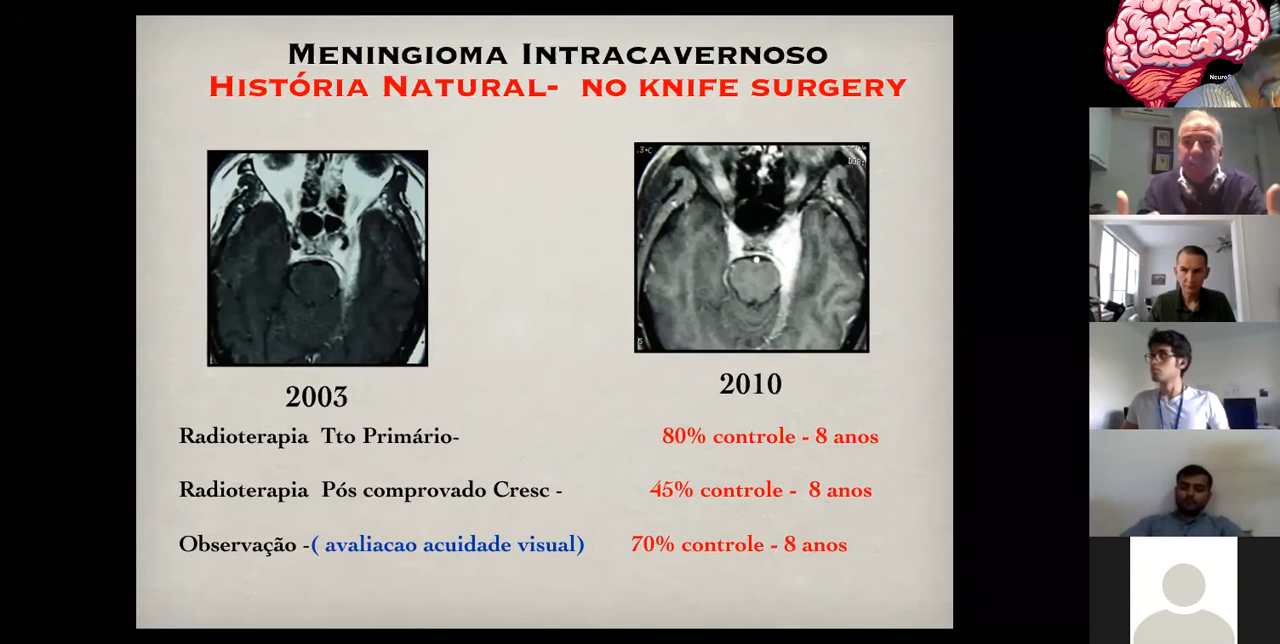 Meningioma Intracavernoso
História Natural- no knife surgery
2003
2010
Radioterapia Tto Primário- 80% controle - 8 anos
Radioterapia Pós comprovado Cresc - 45% controle - 8 anos
Observação -( avaliacao acuidade visual) 70% controle - 8 anos